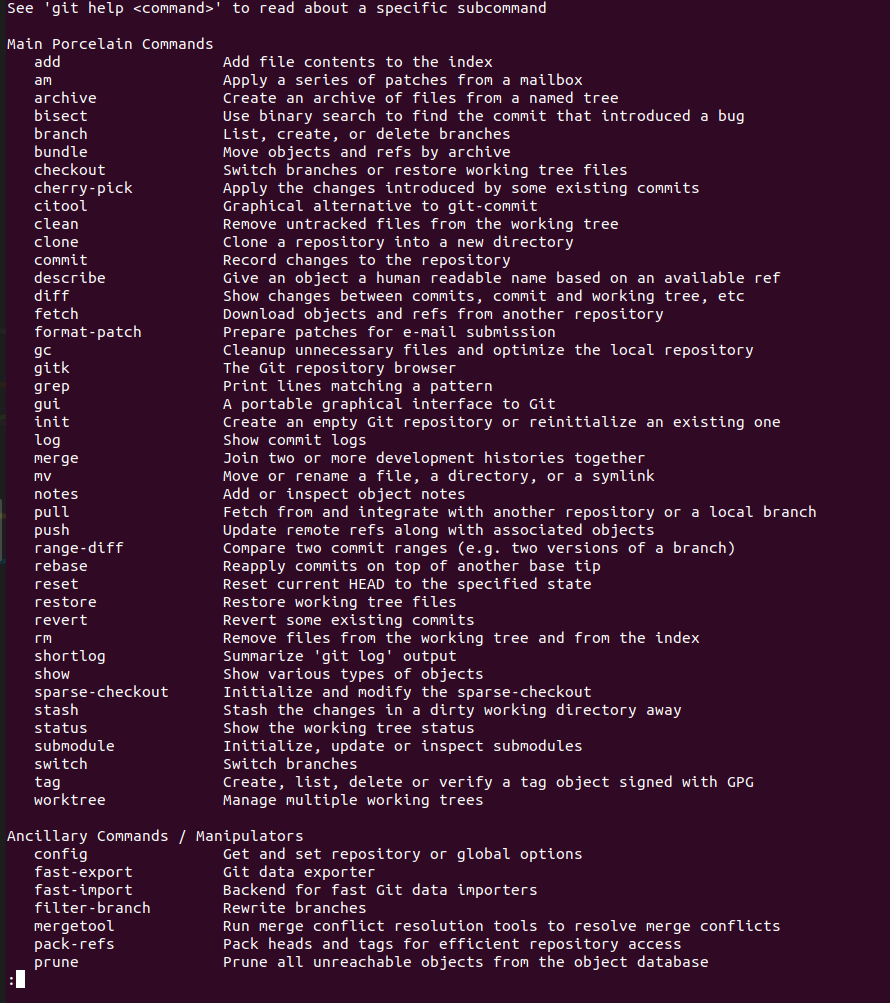 See 'git help <command>' to read about a specific subcommand

Main Porcelain Commands
   add                  Add file contents to the index
   am                   Apply a series of patches from a mailbox
   archive              Create an archive of files from a named tree
   bisect               Use binary search to find the commit that introduced a bug
   branch               List, create, or delete branches
   bundle               Move objects and refs by archive
   checkout             Switch branches or restore working tree files
   cherry-pick          Apply the changes introduced by some existing commits
   citool               Graphical alternative to git-commit
   clean                Remove untracked files from the working tree
   clone                Clone a repository into a new directory
   commit               Record changes to the repository
   describe             Give an object a human readable name based on an available ref
   diff                 Show changes between commits, commit and working tree, etc
   fetch                Download objects and refs from another repository
   format-patch         Prepare patches for e-mail submission
   gc                   Cleanup unnecessary files and optimize the local repository
   gitk                 The Git repository browser
   grep                 Print lines matching a pattern
   gui                  A portable graphical interface to Git
   init                 Create an empty Git repository or reinitialize an existing one
   log                  Show commit logs
   merge                Join two or more development histories together
   mv                   Move or rename a file, a directory, or a symlink
   notes                Add or inspect object notes
   pull                 Fetch from and integrate with another repository or a local branch
   push                 Update remote refs along with associated objects
   range-diff           Compare two commit ranges (e.g. two versions of a branch)
   rebase               Reapply commits on top of another base tip
   reset                Reset current HEAD to the specified state
   restore              Restore working tree files
   revert               Revert some existing commits
   rm                   Remove files from the working tree and from the index
   shortlog             Summarize 'git log' output
   show                 Show various types of objects
   sparse-checkout      Initialize and modify the sparse-checkout
   stash                Stash the changes in a dirty working directory away
   status               Show the working tree status
   submodule            Initialize, update or inspect submodules
   switch               Switch branches
   tag                  Create, list, delete or verify a tag object signed with GPG
   worktree             Manage multiple working trees

Ancillary Commands / Manipulators
   config               Get and set repository or global options
   fast-export          Git data exporter
   fast-import          Backend for fast Git data importers
   filter-branch        Rewrite branches
   mergetool            Run merge conflict resolution tools to resolve merge conflicts
   pack-refs            Pack heads and tags for efficient repository access
   prune                Prune all unreachable objects from the object database
: